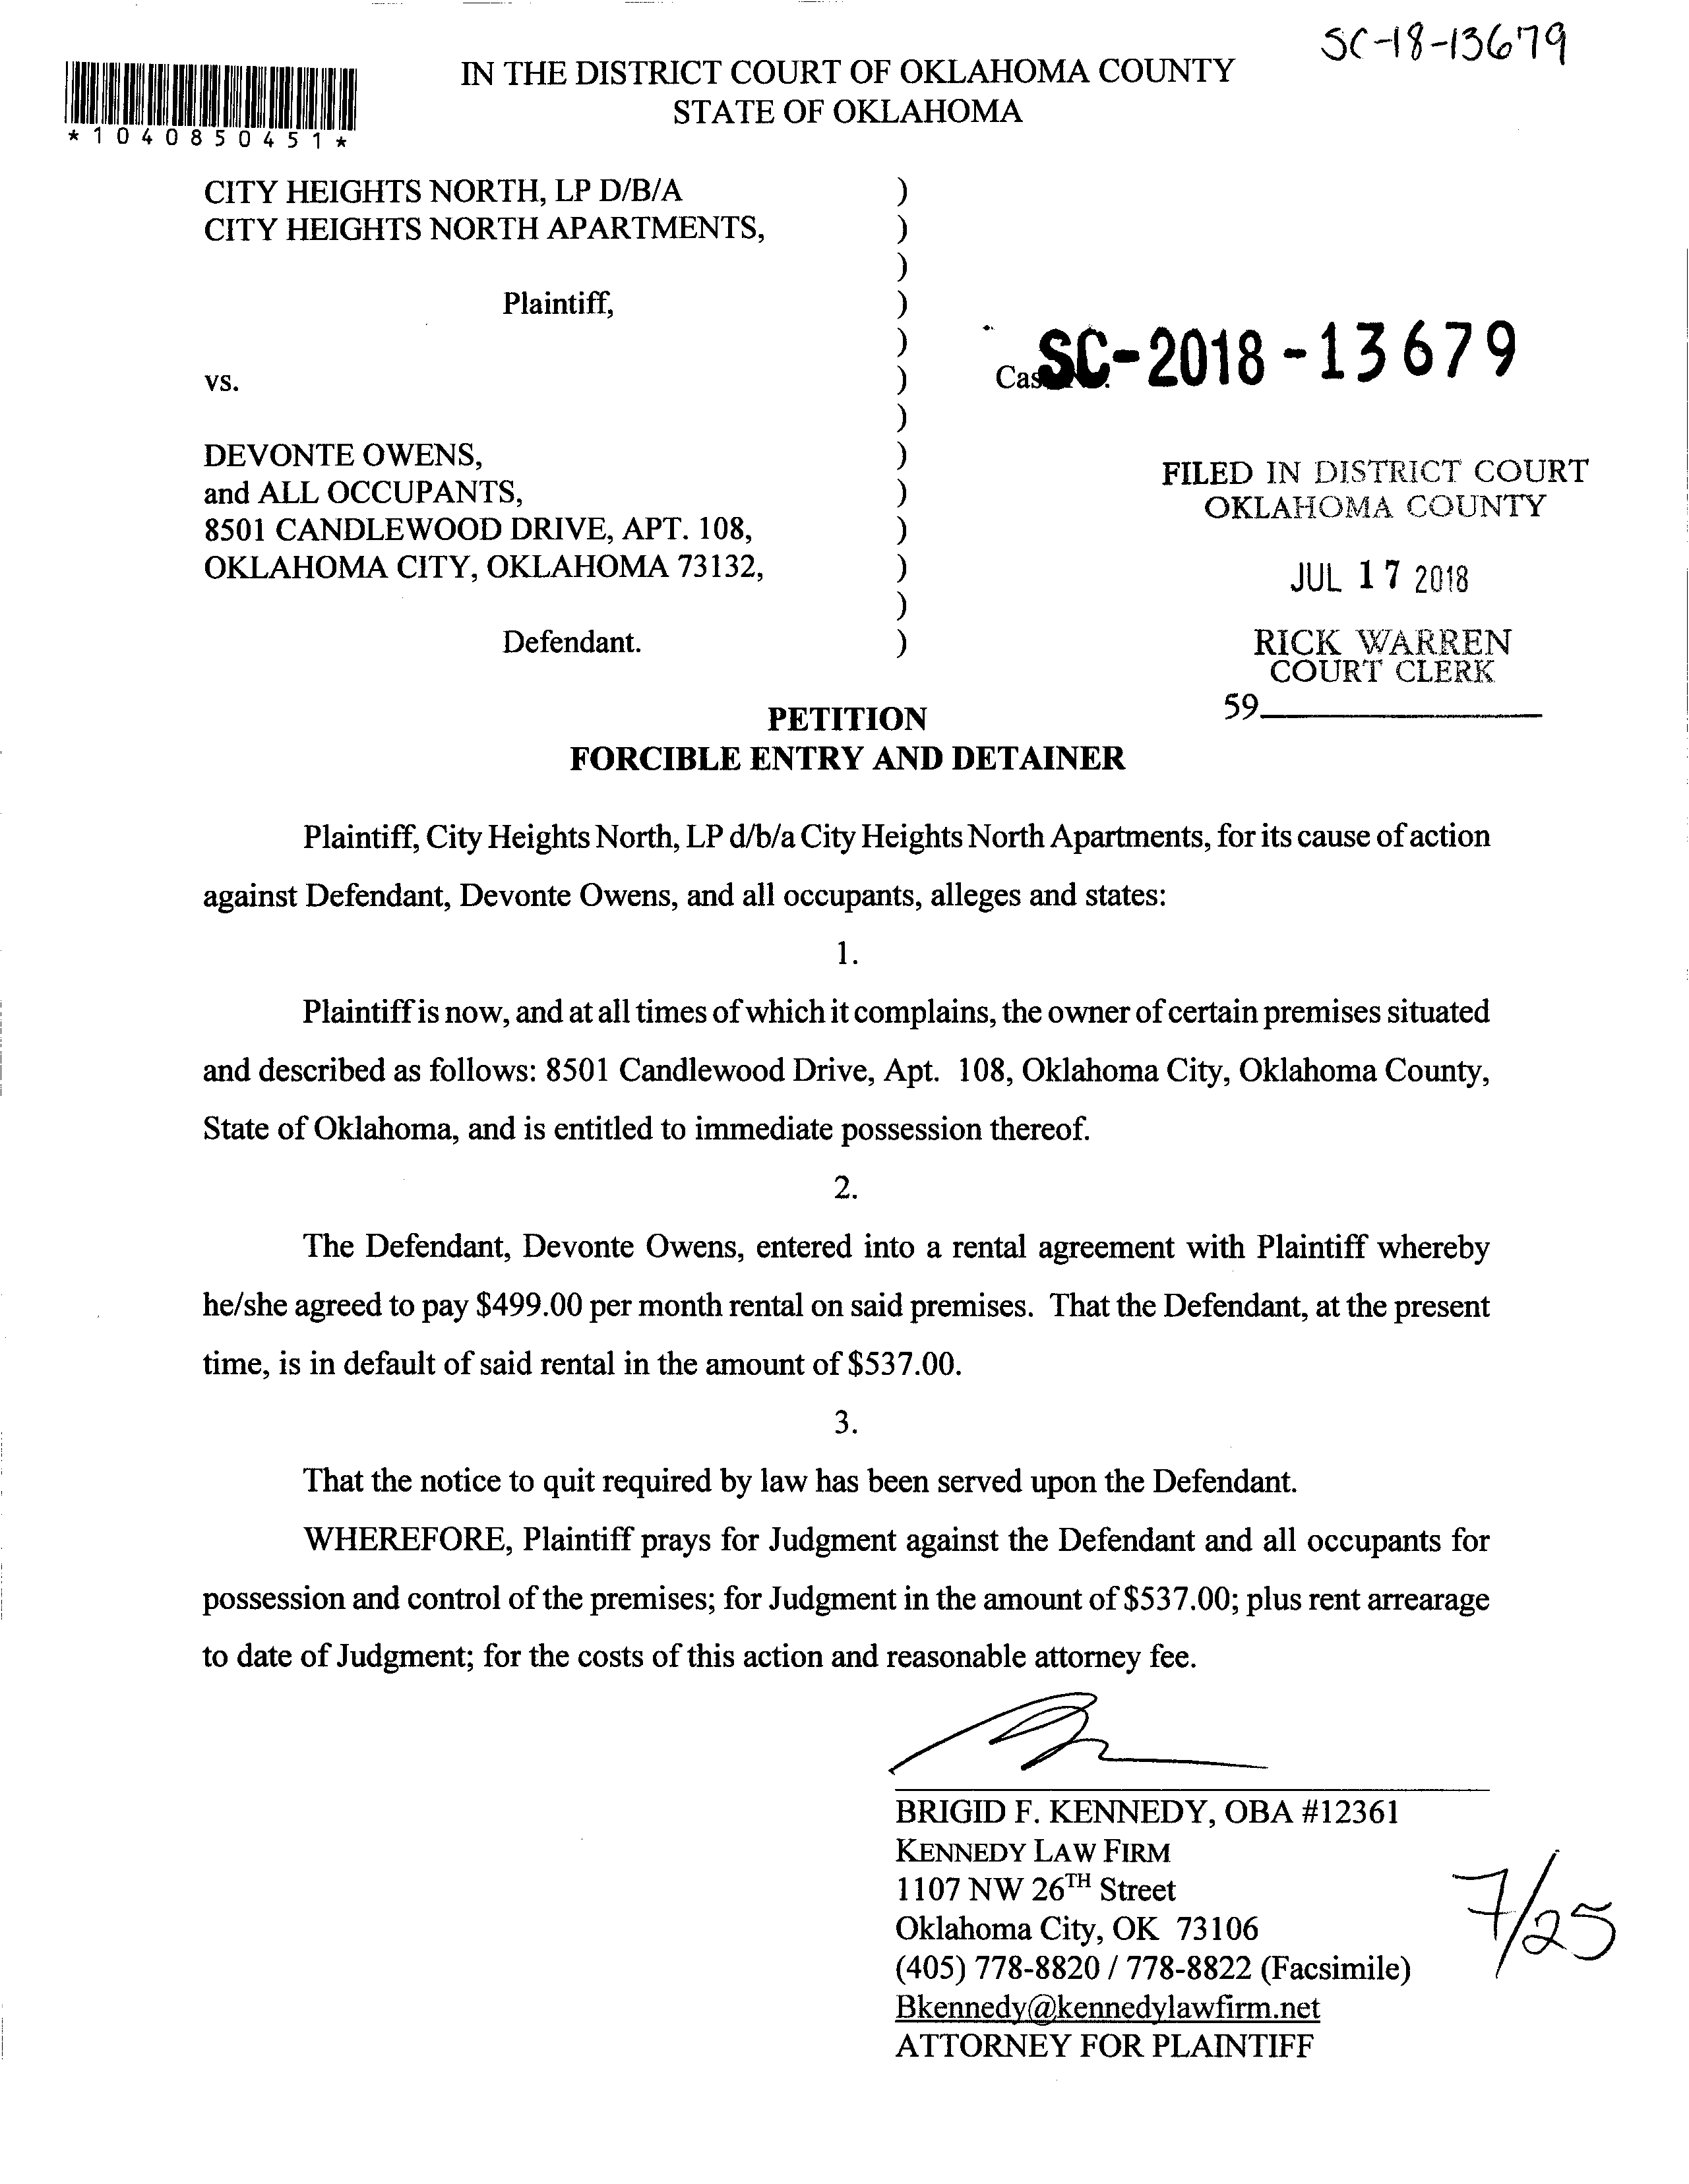 SC-18-13679
IN THE DISTRICT COURT OF OKLAHOMA COUNTY
STATE OF OKLAHOMA
*1040850451*
CITY HEIGHTS NORTH, LP D/B/A )
CITY HEIGHTS NORTH APARTMENTS, )
)
Plaintiff, )
)
vs. )
Cas SC-2018-13679
)
DEVONTE OWENS, )
and ALL OCCUPANTS, )
8501 CANDLEWOOD DRIVE, APT. 108, )
OKLAHOMA CITY, OKLAHOMA 73132, )
)
Defendant. )
FILED IN DISTRICT COURT
OKLAHOMA COUNTY
JUL 17 2018
RICK WARREN
COURT CLERK
59
PETITION
FORCIBLE ENTRY AND DETAINER
Plaintiff, City Heights North, LP d/b/a City Heights North Apartments, for its cause of action
against Defendant, Devonte Owens, and all occupants, alleges and states:
1.
Plaintiff is now, and at all times of which it complains, the owner of certain premises situated
and described as follows: 8501 Candlewood Drive, Apt. 108, Oklahoma City, Oklahoma County,
State of Oklahoma, and is entitled to immediate possession thereof.
2.
The Defendant, Devonte Owens, entered into a rental agreement with Plaintiff whereby
he/she agreed to pay $499.00 per month rental on said premises. That the Defendant, at the present
time, is in default of said rental in the amount of $537.00.
3.
That the notice to quit required by law has been served upon the Defendant.
WHEREFORE, Plaintiff prays for Judgment against the Defendant and all occupants for
possession and control of the premises; for Judgment in the amount of $537.00; plus rent arrearage
to date of Judgment; for the costs of this action and reasonable attorney fee.
BRIGID F. KENNEDY, OBA #12361
KENNEDY LAW FIRM
1107 NW 26TH Street
Oklahoma City, OK 73106
(405) 778-8820 / 778-8822 (Facsimile)
Bkennedy@kennedylawfirm.net
ATTORNEY FOR PLAINTIFF
7/25